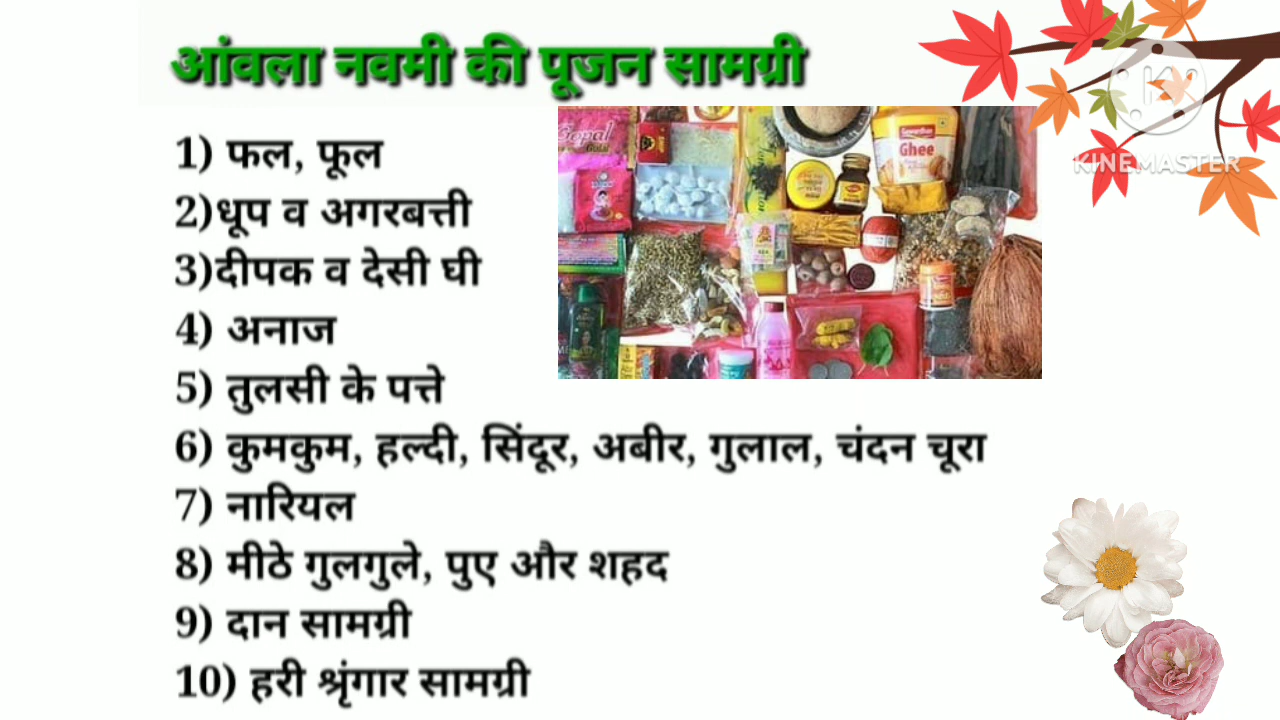 आंवला नवमी की पूजन सामग्री
1) फल, फूल
2)धूप व अगरबत्ती
3)दीपक व देसी घी
4) अनाज
5) तुलसी के पत्ते
6) कुमकुम, हल्दी, सिंदूर, अबीर, गुलाल, चंदन चूरा
7) नारियल
8) मीठे गुलगुले, पुए और शहद
9) दान सामग्री
10) हरी श्रृंगार सामग्री
Gopal
Gowardhan
Ghee
KINEMASTER